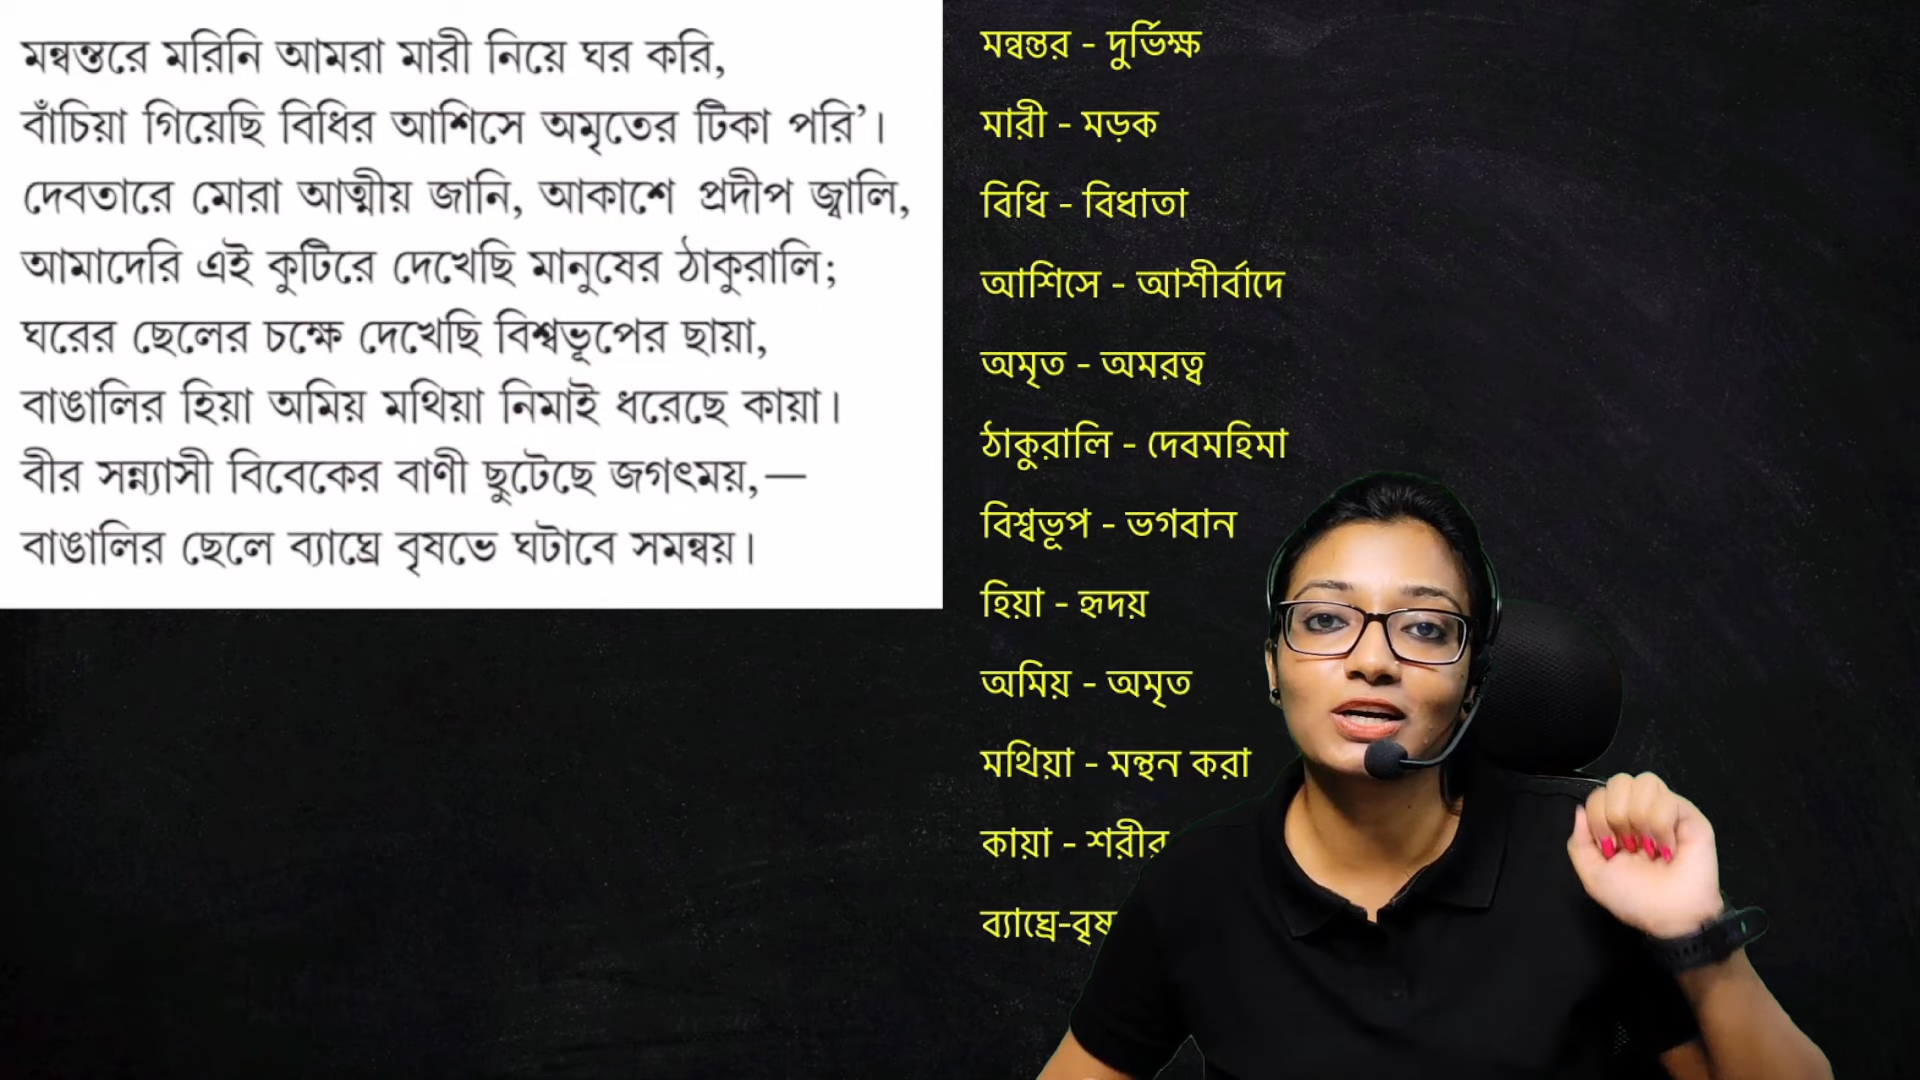 মন্বন্তরে মরিনি আমরা মারী নিয়ে ঘর করি,
বাঁচিয়া গিয়েছি বিধির আশিসে অমৃতের টিকা পরি’।
দেবতারে মোরা আত্মীয় জানি, আকাশে প্রদীপ জ্বালি,
আমাদেরি এই কুটিরে দেখেছি মানুষের ঠাকুরালি;
ঘরের ছেলের চক্ষে দেখেছি বিশ্বভূপের ছায়া,
বাঙালির হিয়া অমিয় মথিয়া নিমাই ধরেছে কায়া।
বীর সন্ন্যাসী বিবেকের বাণী ছুটেছে জগৎময়,—
বাঙালির ছেলে ব্যাঘ্রে বৃষভে ঘটাবে সমন্বয়।
মন্বন্তর - দুর্ভিক্ষ
মারী - মড়ক
বিধি - বিধাতা
আশিসে - আশীর্বাদে
অমৃত - অমরত্ব
ঠাকুরালি - দেবমহিমা
বিশ্বভূপ - ভগবান
হিয়া - হৃদয়
অমিয় - অমৃত
মথিয়া - মন্থন করা
কায়া - শরীর
ব্যাঘ্রে-বৃষ